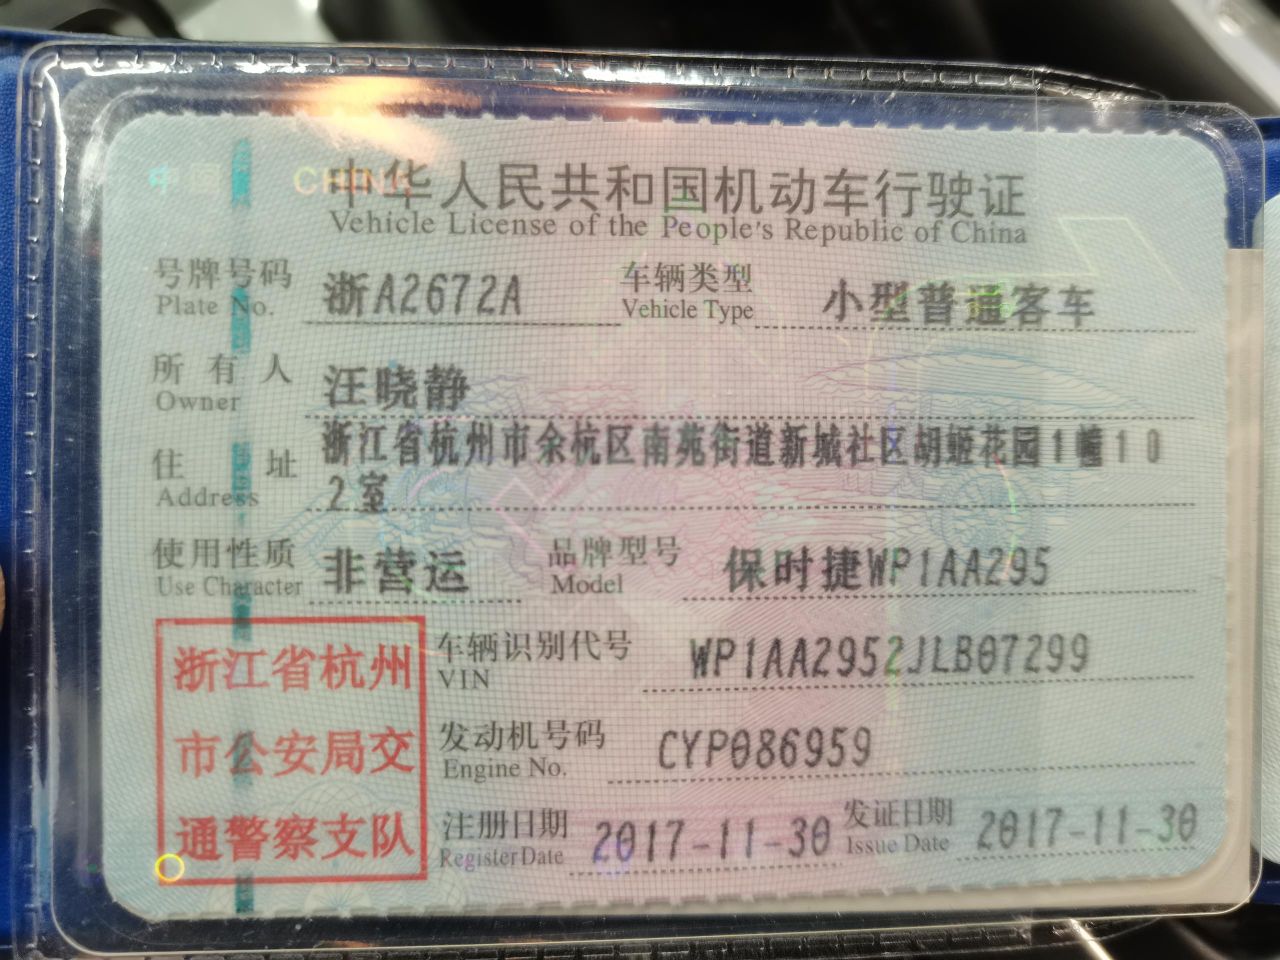 中国 CHINA
中华人民共和国机动车行驶证
Vehicle License of the People's Republic of China
号牌号码 浙A2672A 车辆类型 小型普通客车
Plate No. Vehicle Type
所有人 汪晓静
Owner
住址 浙江省杭州市余杭区南苑街道新城社区胡姬花园1幢10
Address 2室
使用性质 非营运 品牌型号 保时捷WP1AA295
Use Character Model
浙江省杭州
市公安局交
通警察支队
车辆识别代号 WP1AA2952JLB07299
VIN
发动机号码 CYP086959
Engine No.
注册日期 2017-11-30 发证日期 2017-11-30
Register Date Issue Date